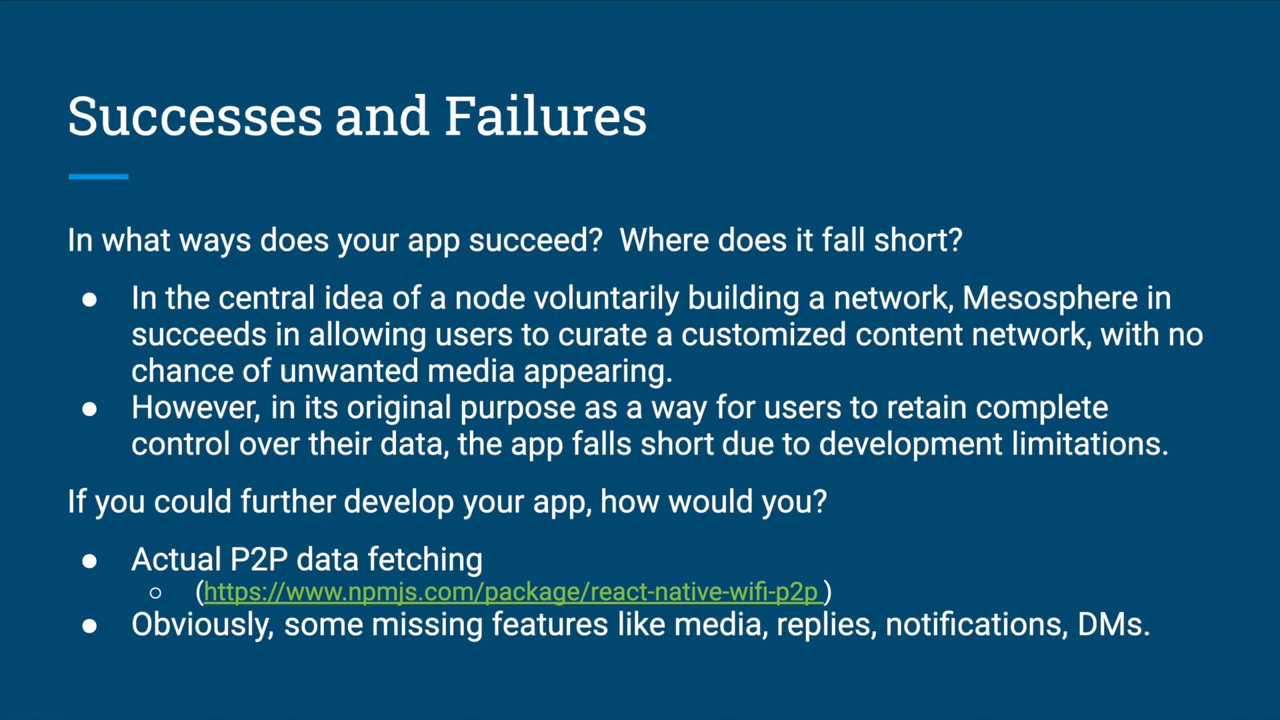 Successes and Failures
In what ways does your app succeed? Where does it fall short?
● In the central idea of a node voluntarily building a network, Mesosphere in
succeeds in allowing users to curate a customized content network, with no
chance of unwanted media appearing.
● However, in its original purpose as a way for users to retain complete
control over their data, the app falls short due to development limitations.
If you could further develop your app, how would you?
● Actual P2P data fetching
○ (https://www.npmjs.com/package/react-native-wifi-p2p )
● Obviously, some missing features like media, replies, notifications, DMs.